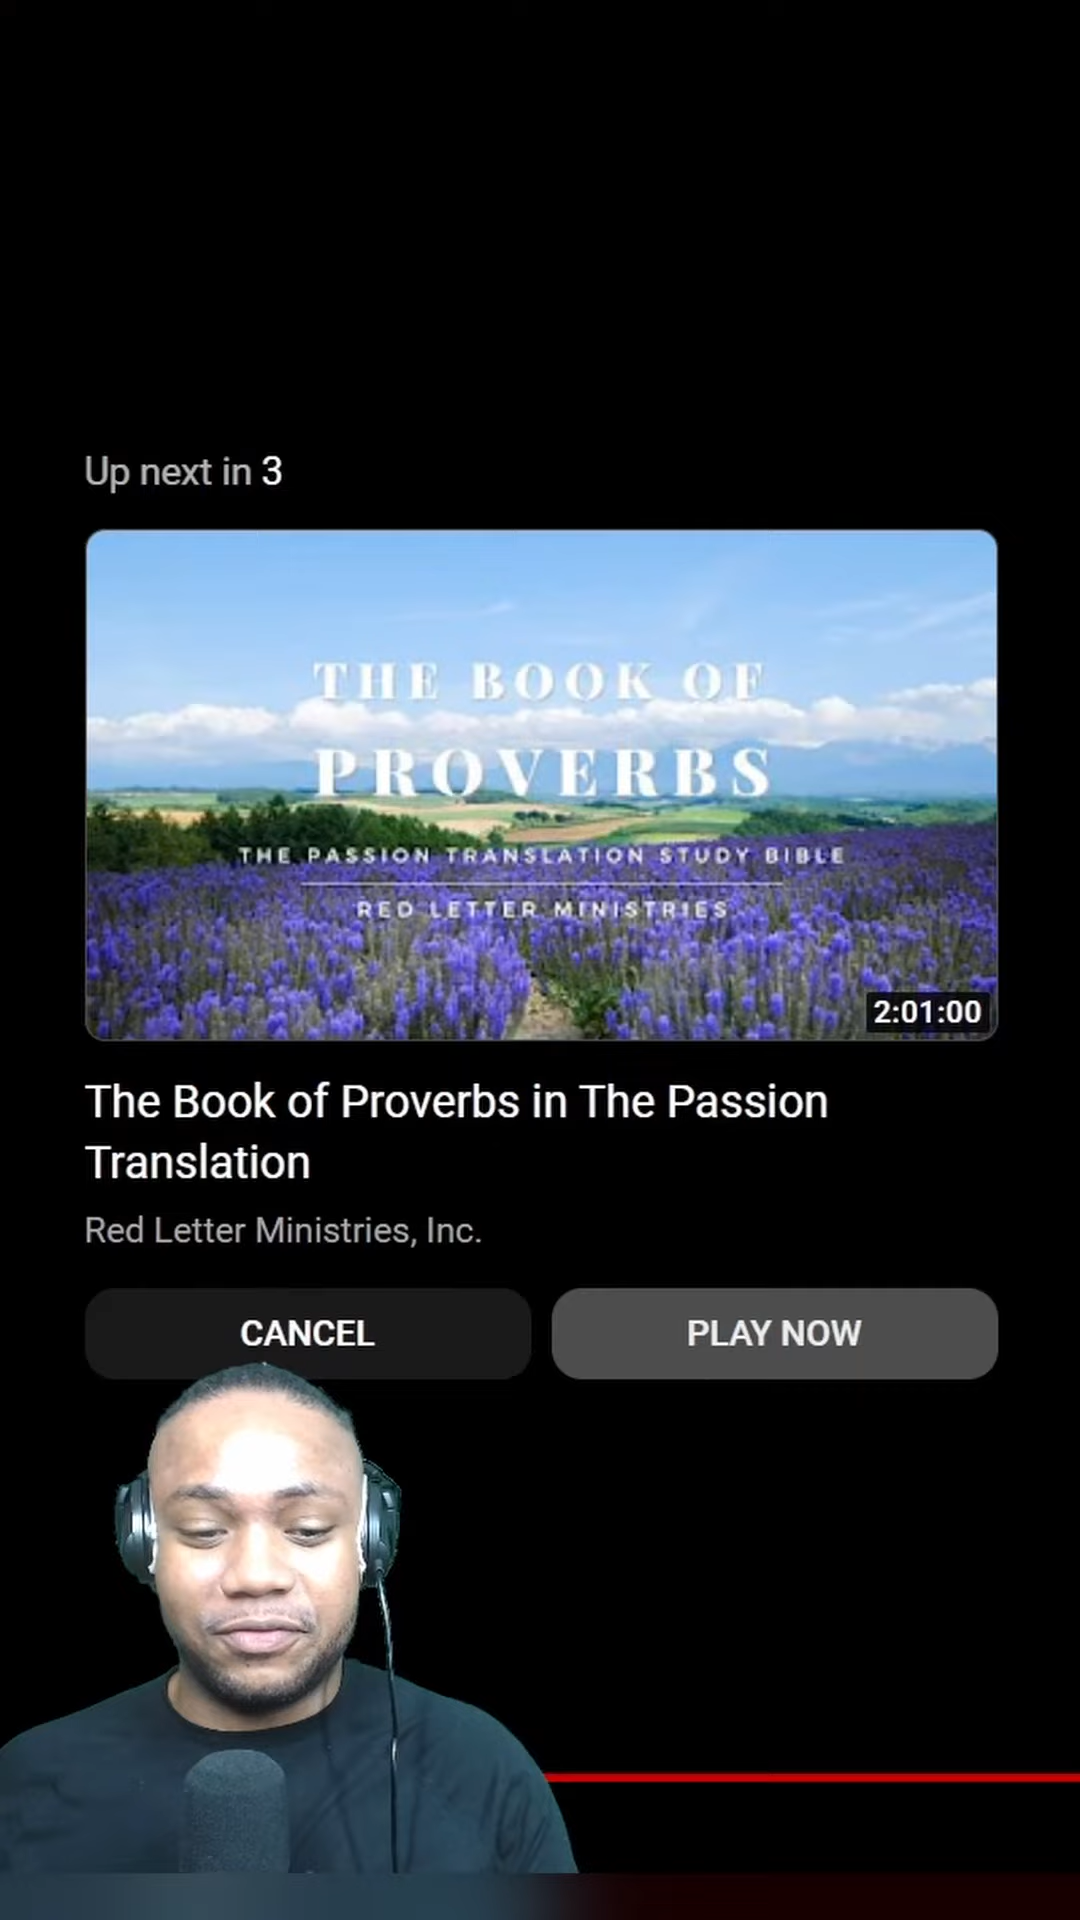 Up next in 3
THE BOOK OF
PROVERBS
THE PASSION TRANSLATION STUDY BIBLE
RED LETTER MINISTRIES
2:01:00
The Book of Proverbs in The Passion
Translation
Red Letter Ministries, Inc.
CANCEL
PLAY NOW